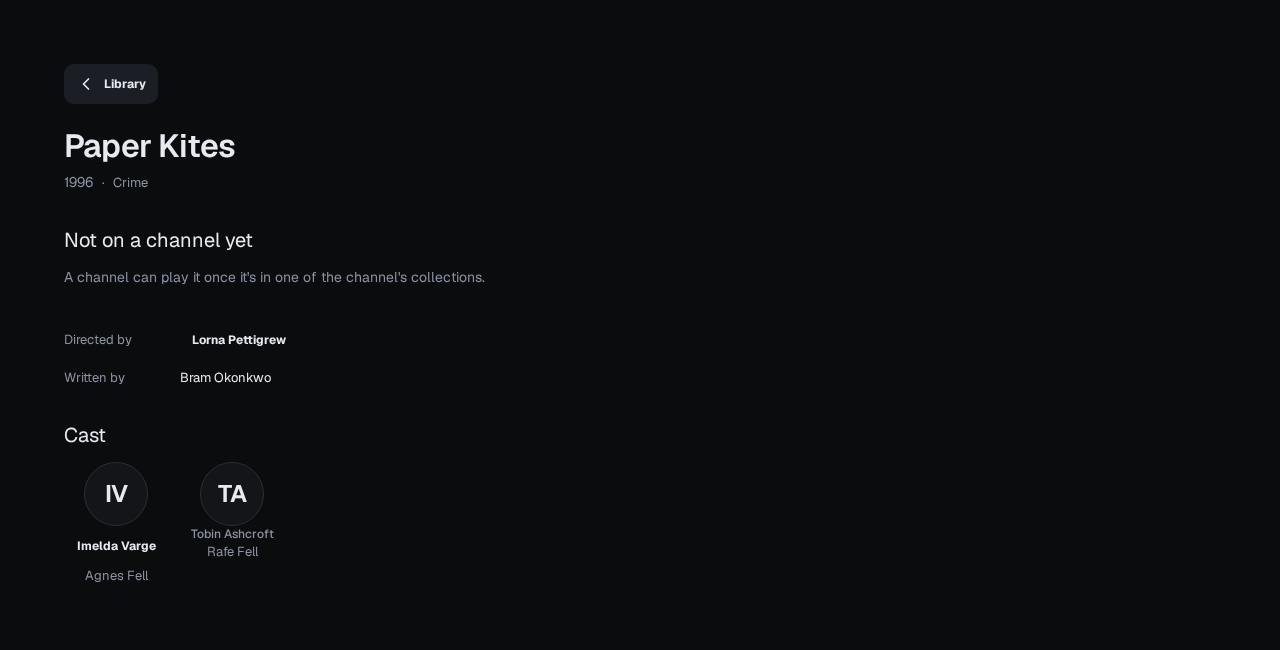 Library
Paper Kites
1996 · Crime
Not on a channel yet
A channel can play it once it's in one of the channel's collections.
Directed by Lorna Pettigrew
Written by Bram Okonkwo
Cast
IV TA
Imelda Varge Tobin Ashcroft
Agnes Fell Rafe Fell